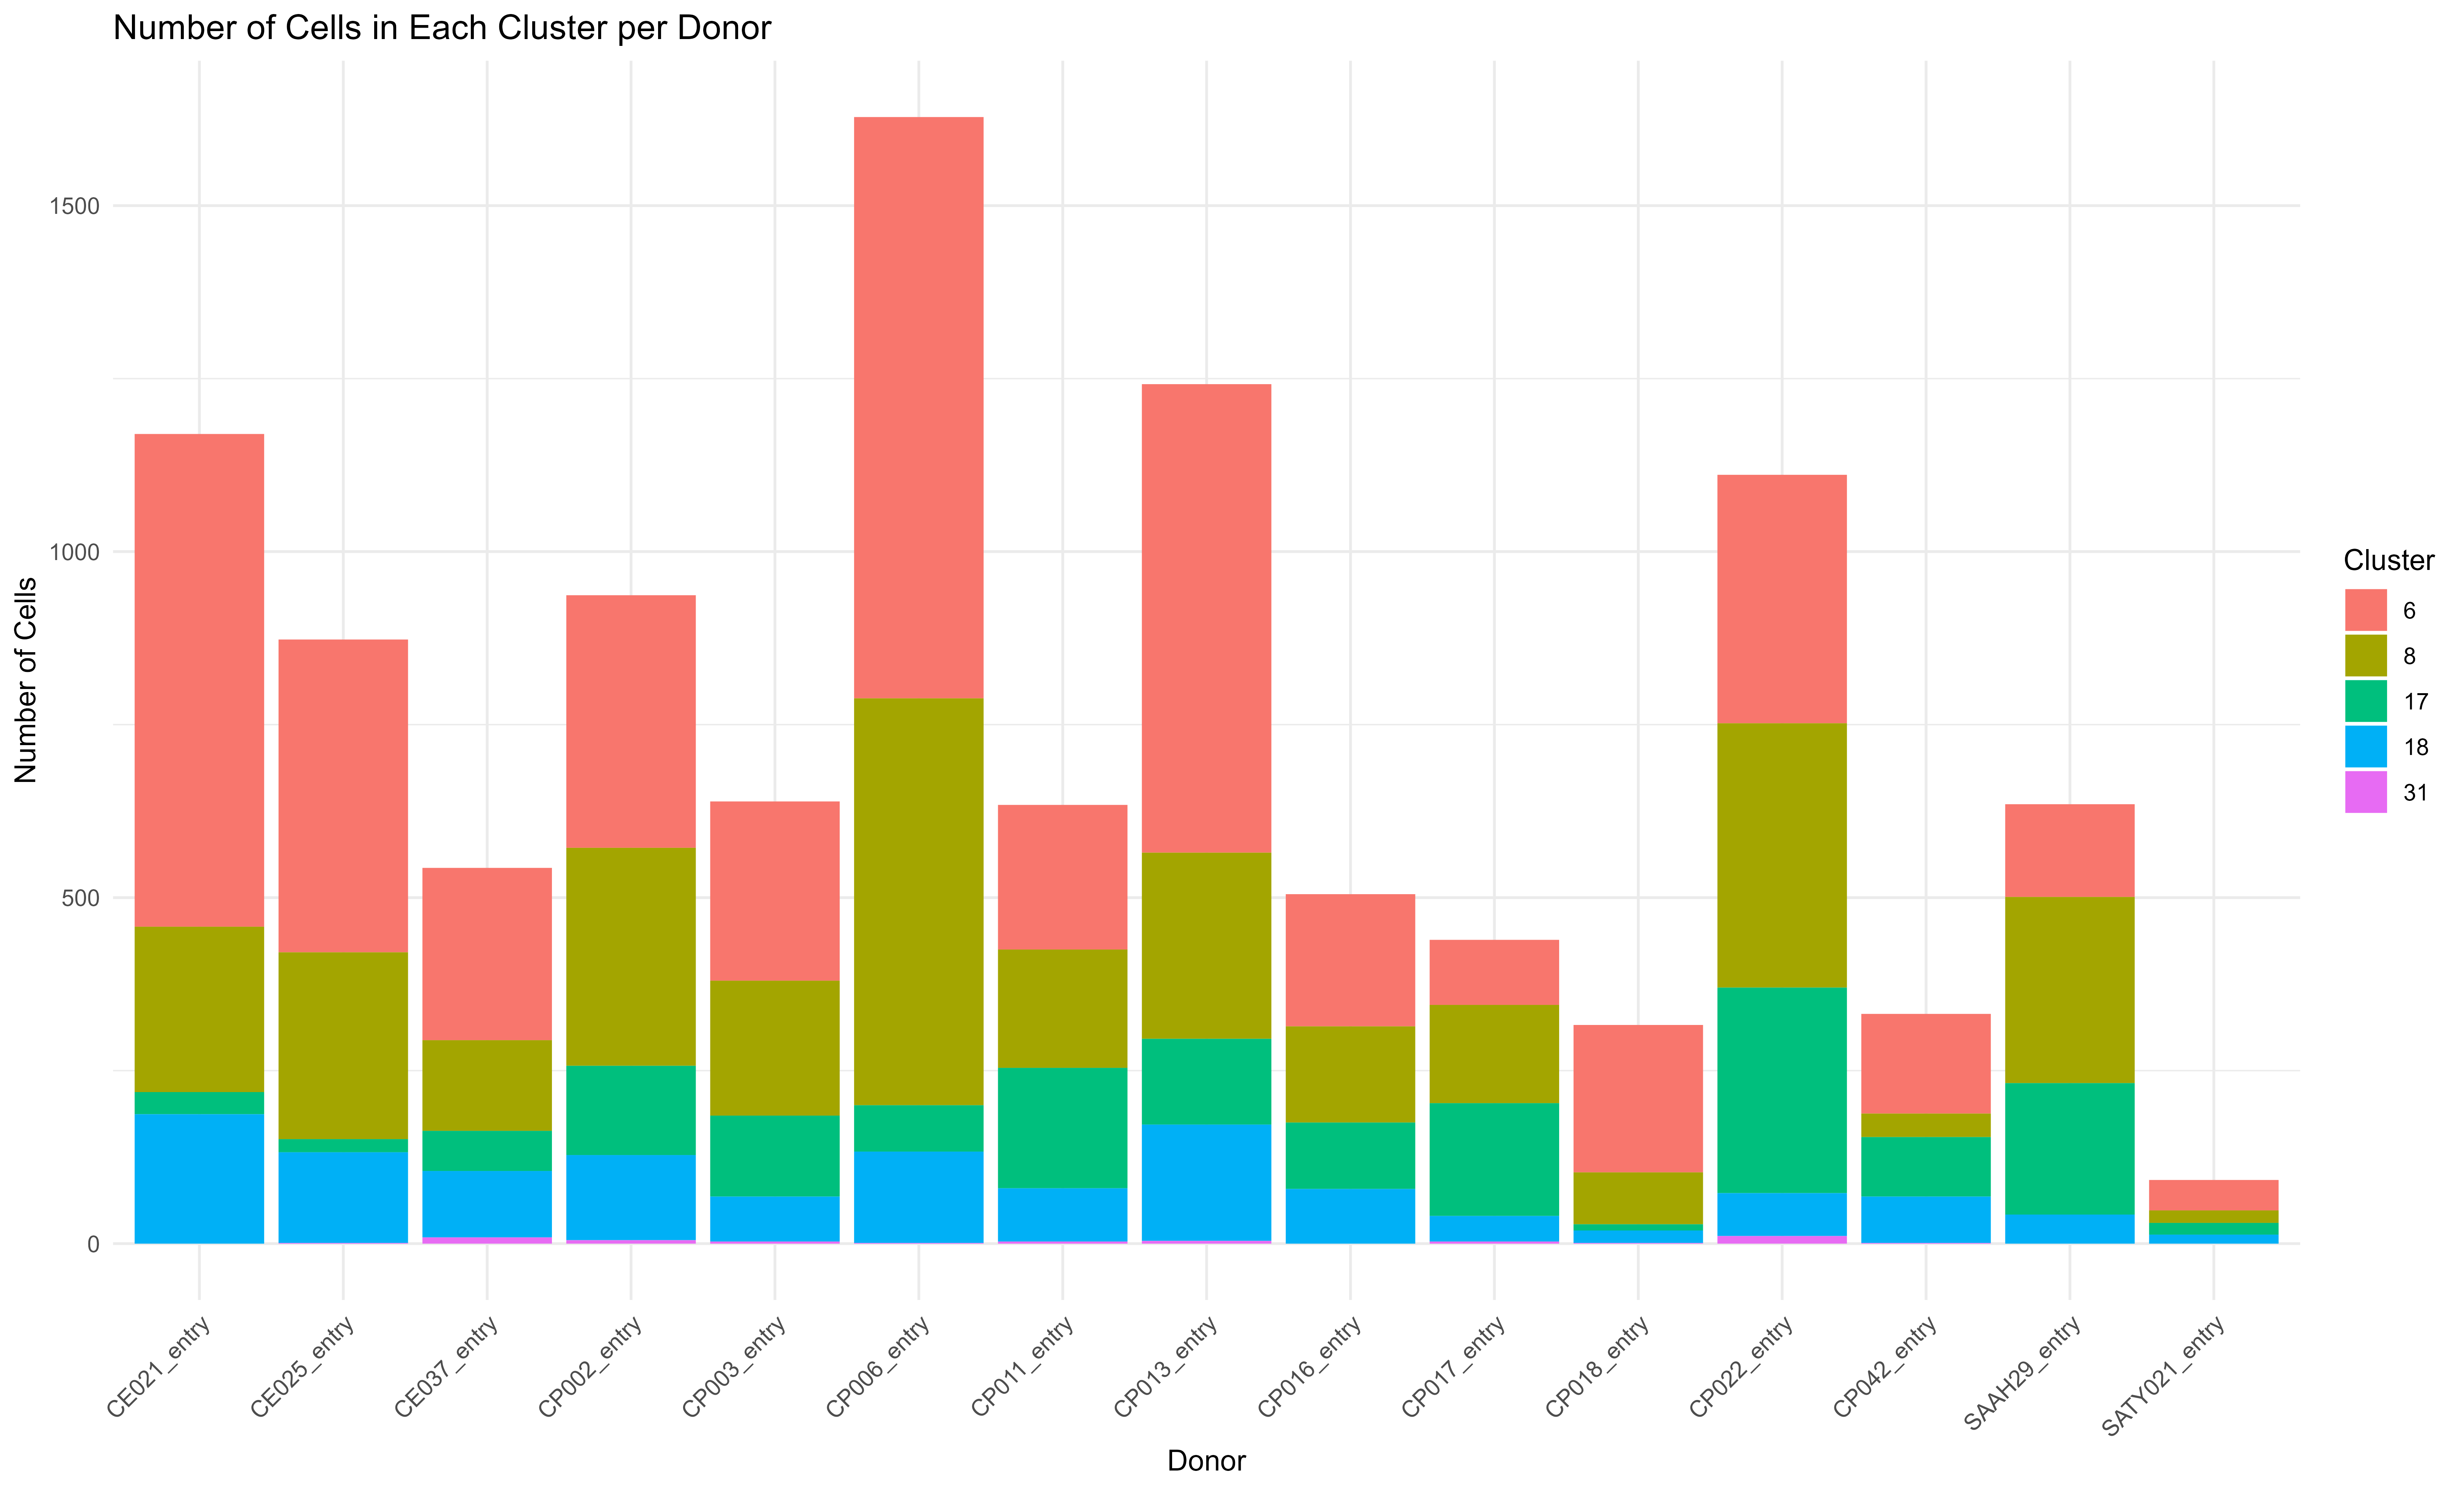 Number of Cells in Each Cluster per Donor
Number of Cells
1500
1000
500
0
CE021_entry
CE025_entry
CE037_entry
CP002_entry
CP003_entry
CP006_entry
CP011_entry
CP013_entry
CP016_entry
CP017_entry
CP018_entry
CP022_entry
CP042_entry
SAAH29_entry
SATY021_entry
Donor
Cluster
6
8
17
18
31